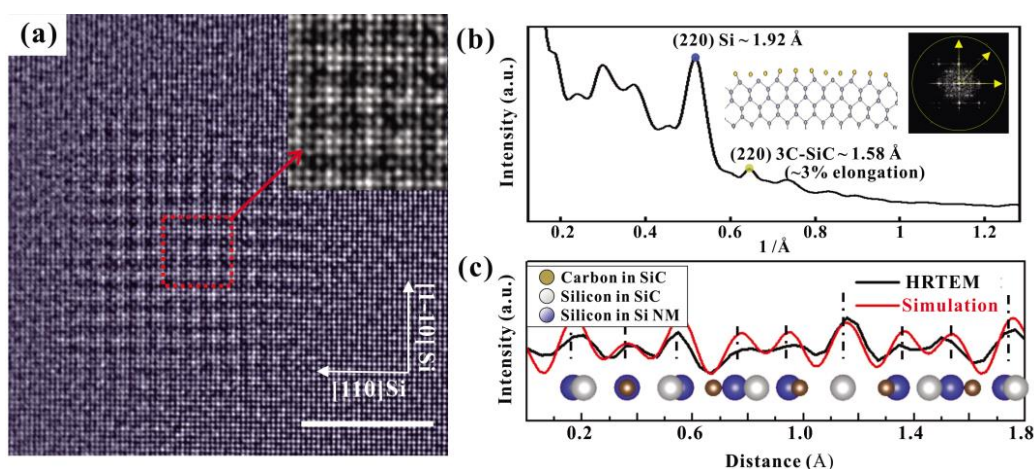 (a)
[110]Si
[1-10] Si
(b)
(220) Si ~ 1.92 Å
(220) 3C-SiC ~ 1.58 Å
(~3% elongation)
Intensity (a.u.)
0.2 0.4 0.6 0.8 1 1.2
1 /Å
(c)
Carbon in SiC
Silicon in SiC
Silicon in Si NM
HRTEM
Simulation
Intensity (a.u.)
0.2 0.6 1.0 1.4 1.8
Distance (Å)